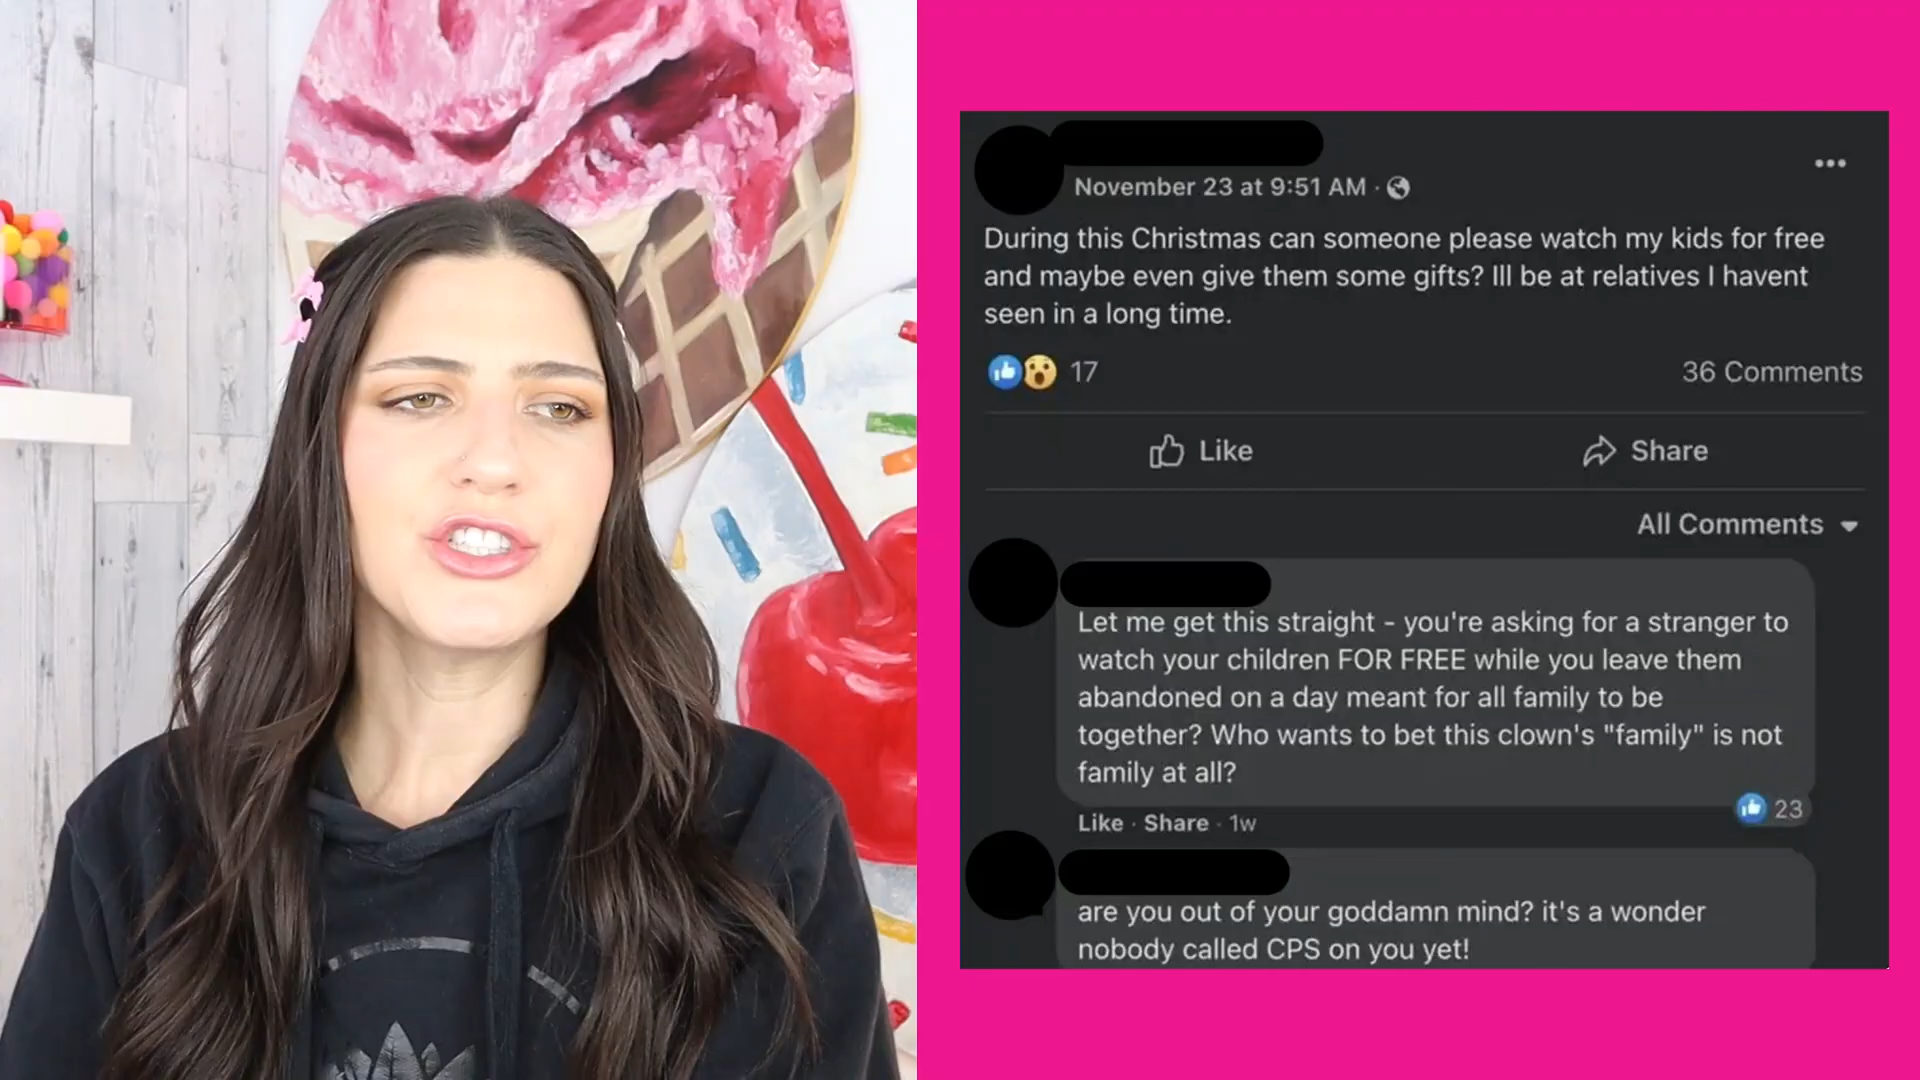 November 23 at 9:51 AM ·
During this Christmas can someone please watch my kids for free
and maybe even give them some gifts? Ill be at relatives I havent
seen in a long time.
17
36 Comments
Like
Share
All Comments
Let me get this straight - you're asking for a stranger to
watch your children FOR FREE while you leave them
abandoned on a day meant for all family to be
together? Who wants to bet this clown's "family" is not
family at all?
23
Like · Share · 1w
are you out of your goddamn mind? it's a wonder
nobody called CPS on you yet!